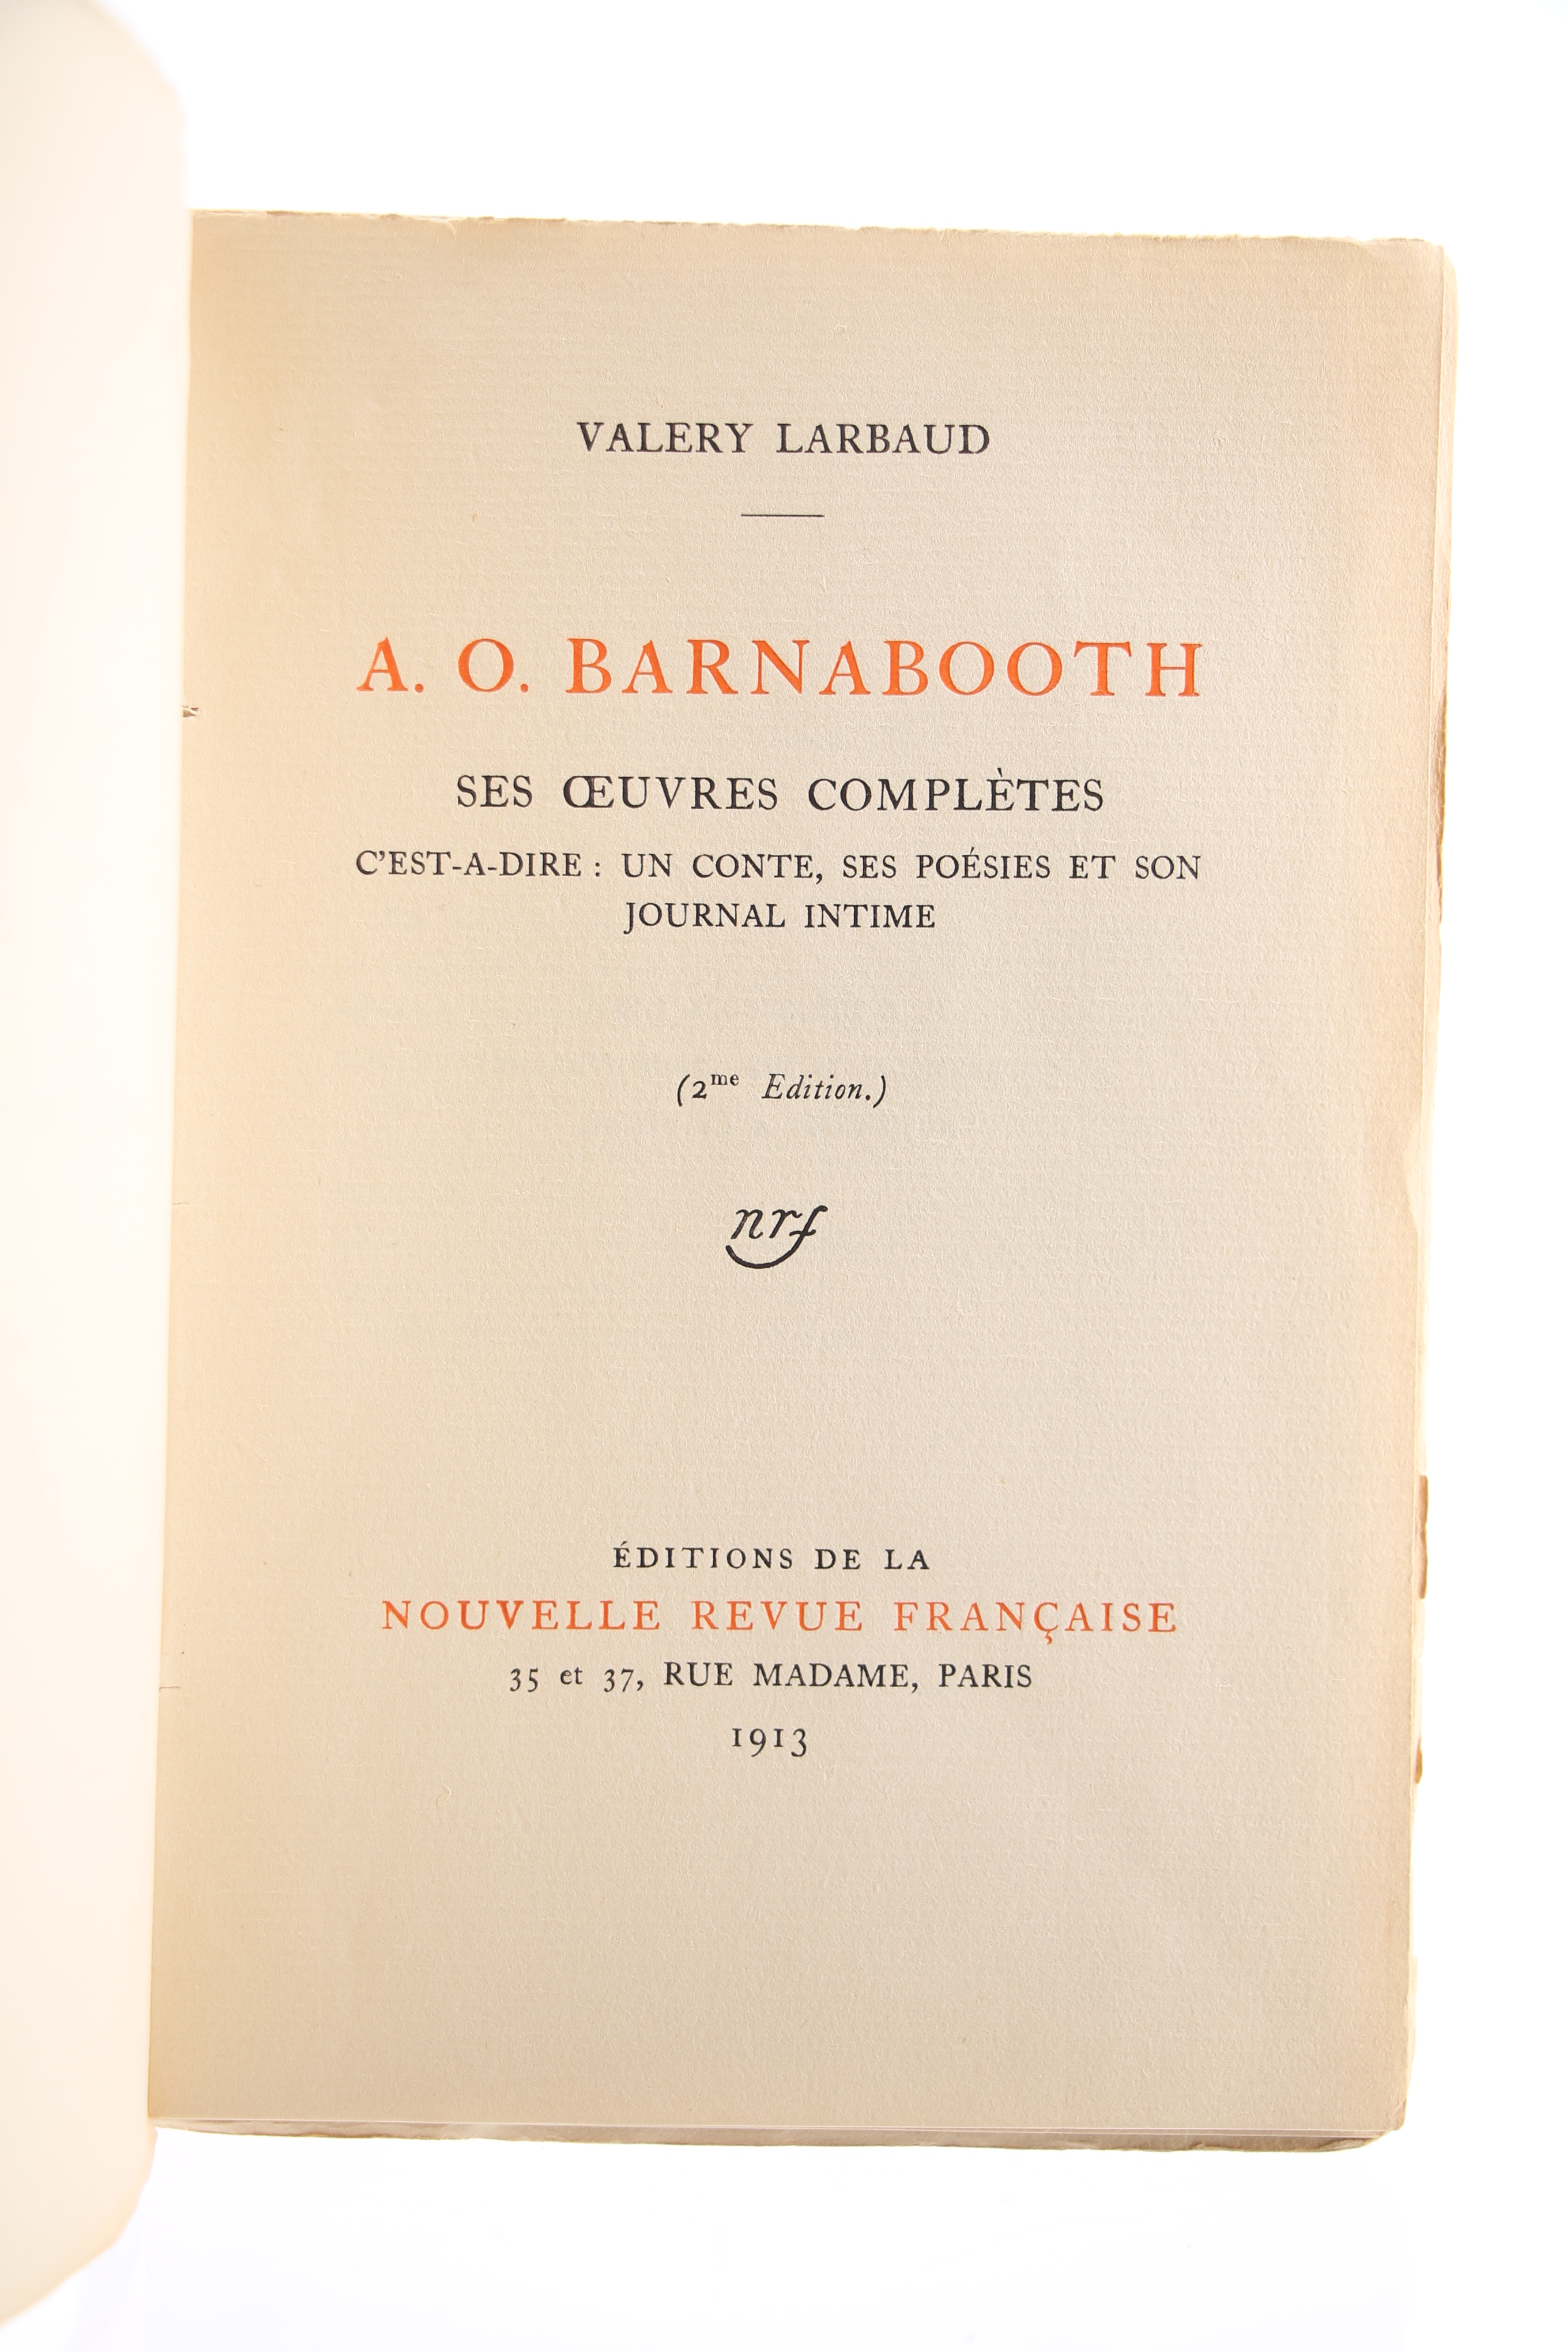 VALERY LARBAUD
A. O. BARNABOOTH
SES ŒUVRES COMPLÈTES
C'EST-A-DIRE : UN CONTE, SES POÉSIES ET SON
JOURNAL INTIME
(2me Edition.)
nrf
ÉDITIONS DE LA
NOUVELLE REVUE FRANÇAISE
35 et 37, RUE MADAME, PARIS
1913